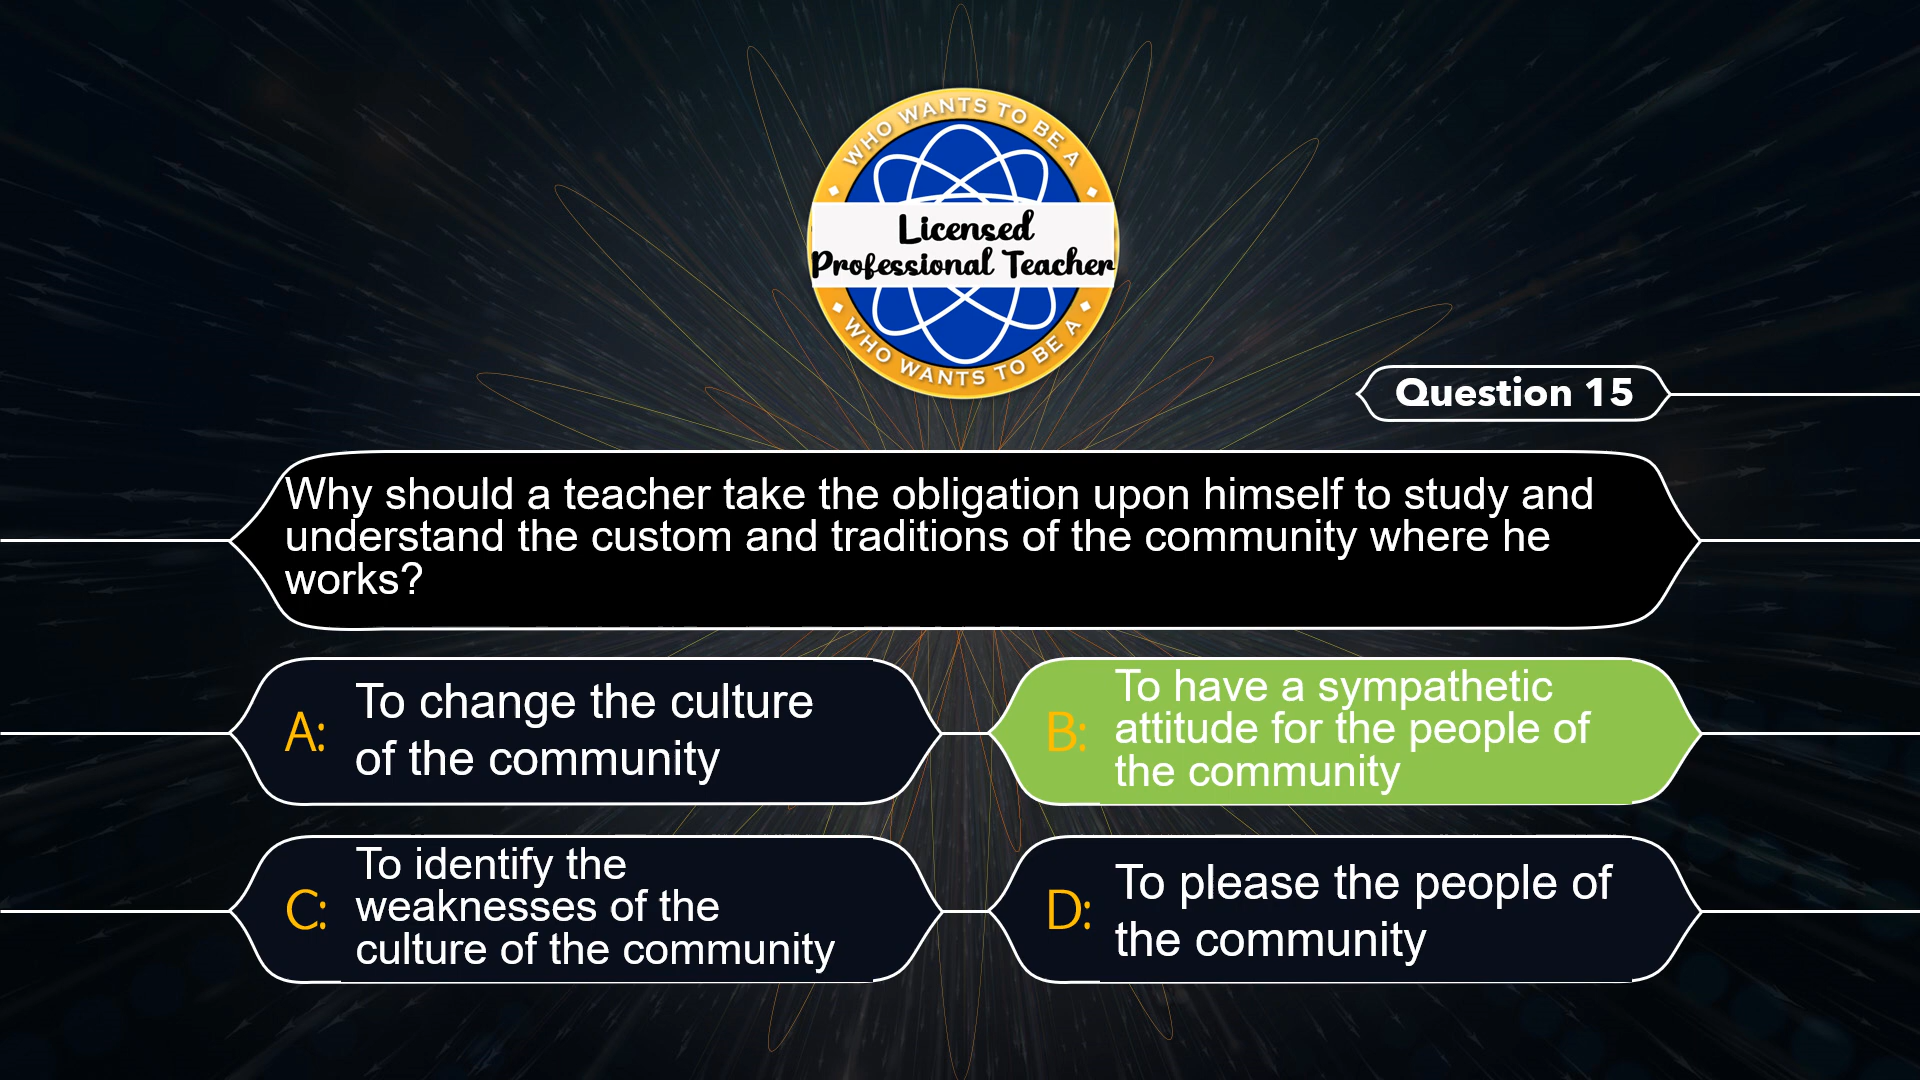 WHO WANTS TO BE A
Licensed
Professional Teacher
WHO WANTS TO BE A
Question 15
Why should a teacher take the obligation upon himself to study and
understand the custom and traditions of the community where he
works?
A: To change the culture
of the community
B: To have a sympathetic
attitude for the people of
the community
C: To identify the
weaknesses of the
culture of the community
D: To please the people of
the community